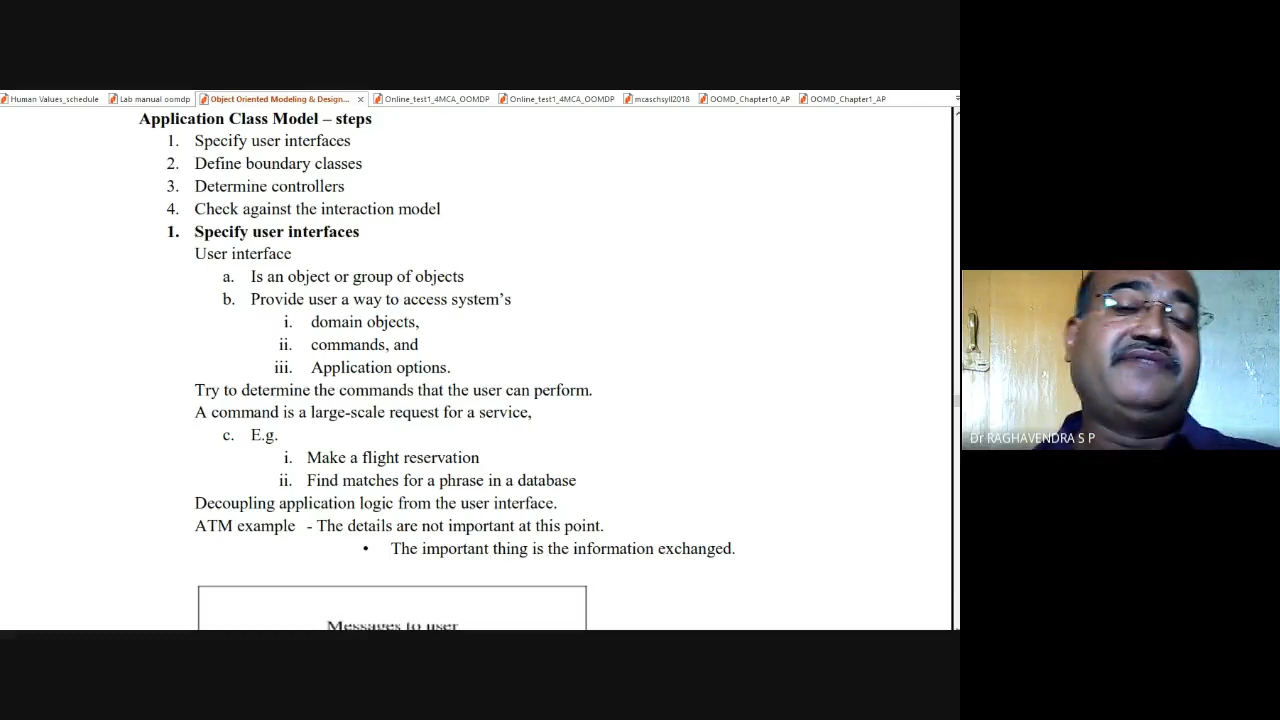 Human Values_schedule
Lab manual oomdp
Object Oriented Modeling & Design...
Online_test1_4MCA_OOMDP
Online_test1_4MCA_OOMDP
mcaschsyll2018
OOMD_Chapter10_AP
OOMD_Chapter1_AP
Application Class Model – steps
1. Specify user interfaces
2. Define boundary classes
3. Determine controllers
4. Check against the interaction model
1. Specify user interfaces
User interface
a. Is an object or group of objects
b. Provide user a way to access system’s
i. domain objects,
ii. commands, and
iii. Application options.
Try to determine the commands that the user can perform.
A command is a large-scale request for a service,
c. E.g.
i. Make a flight reservation
ii. Find matches for a phrase in a database
Decoupling application logic from the user interface.
ATM example - The details are not important at this point.
• The important thing is the information exchanged.
Messages to user
Dr RAGHAVENDRA S P